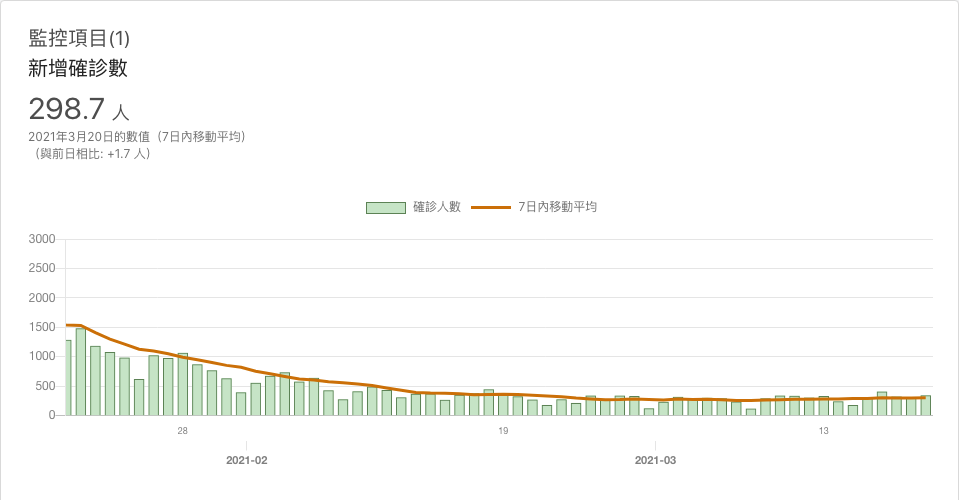 監控項目(1)
新增確診數
298.7 人
2021年3月20日的數值（7日內移動平均）
（與前日相比: +1.7 人）
確診人數 7日內移動平均
3000
2500
2000
1500
1000
500
0
28 19 13
2021-02 2021-03